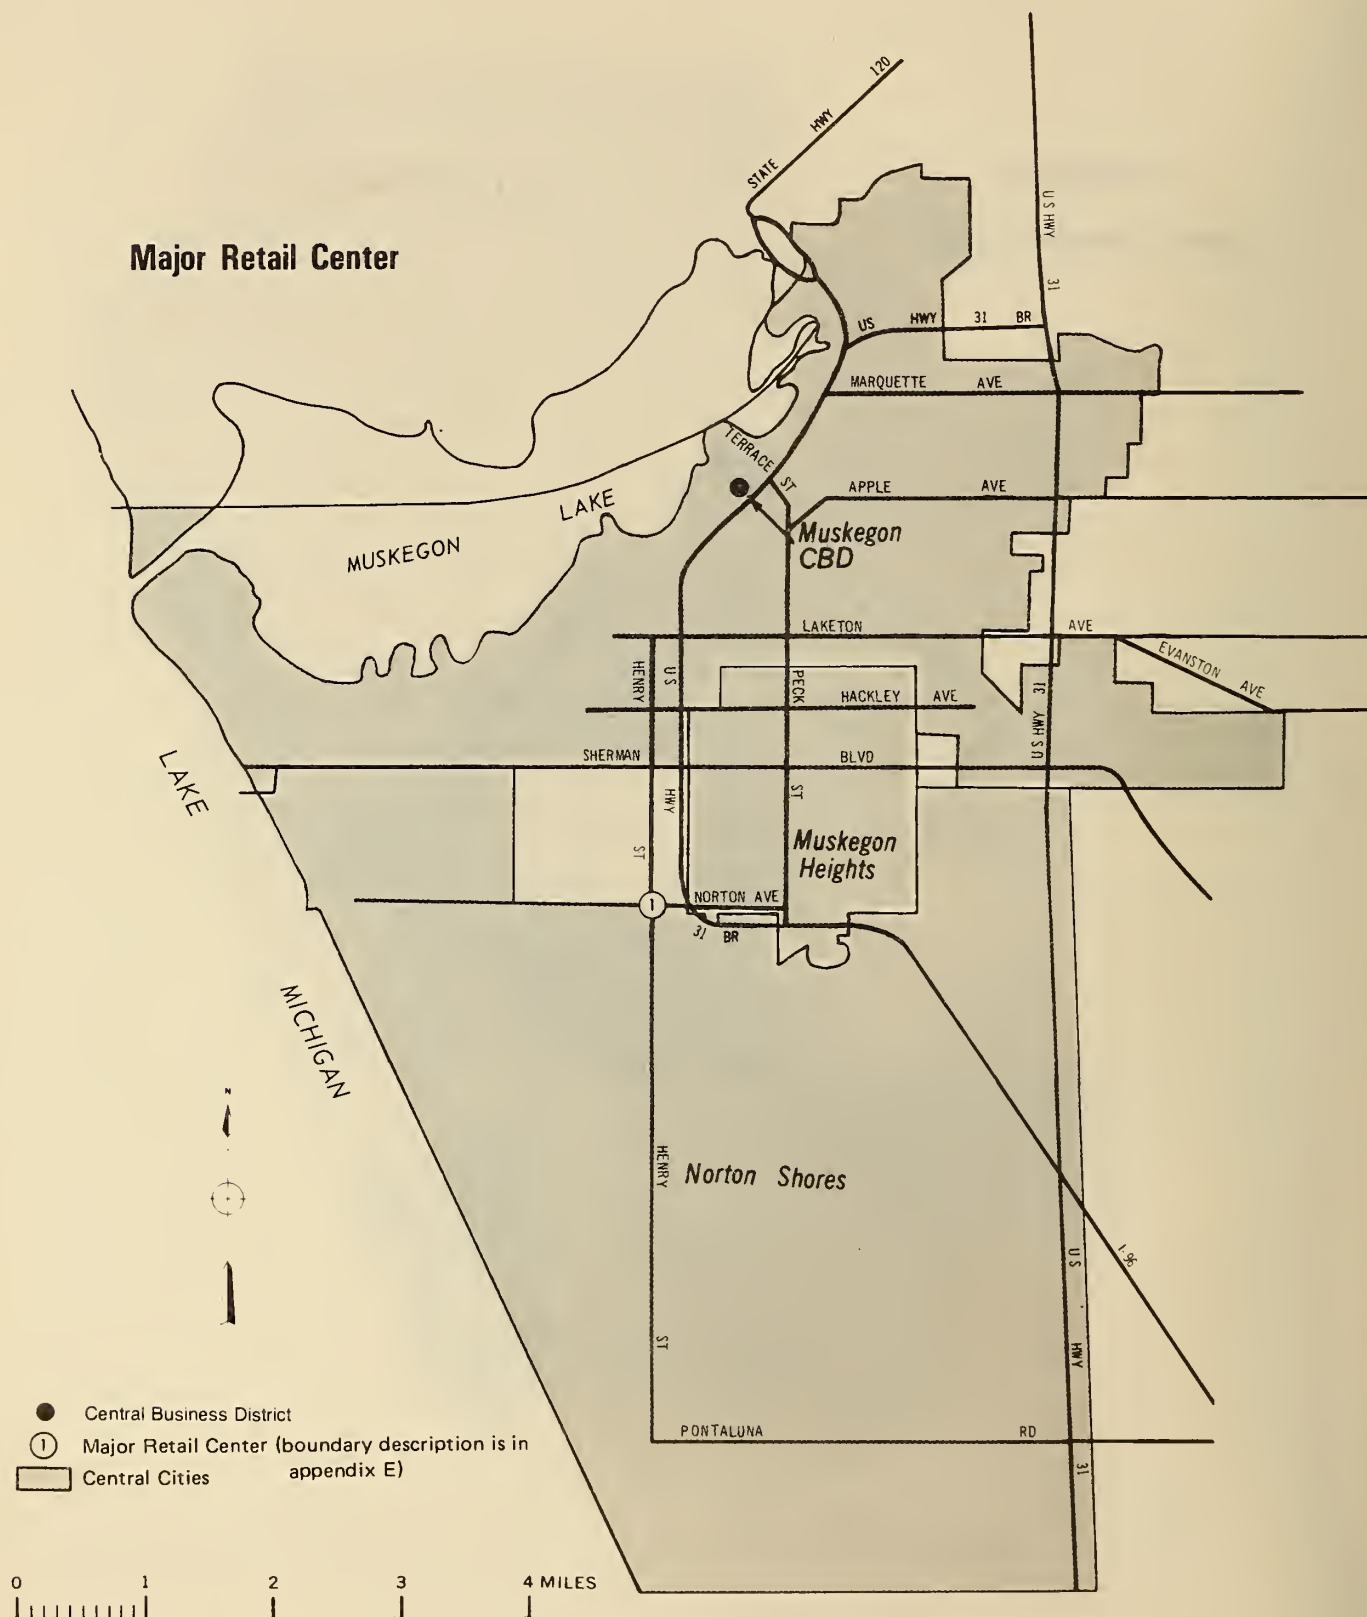 STATE HWY 120
US HWY 31
Major Retail Center
US HWY 31 BR
MARQUETTE AVE
TERRACE ST
APPLE AVE
LAKE
MUSKEGON
Muskegon
CBD
LAKETON AVE
EVANSTON AVE
HENRY ST
US HWY 31 BR
PECK ST
HACKLEY AVE
US HWY 31
SHERMAN BLVD
LAKE
Muskegon
Heights
NORTON AVE
1
MICHIGAN
N
HENRY ST
Norton Shores
US HWY 31
I-96
Central Business District
1 Major Retail Center (boundary description is in
appendix E)
Central Cities
PONTALUNA RD
0 1 2 3 4 MILES